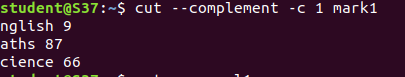 student@S37:~$ cut --complement -c 1 mark1
nglish 9
aths 87
cience 66